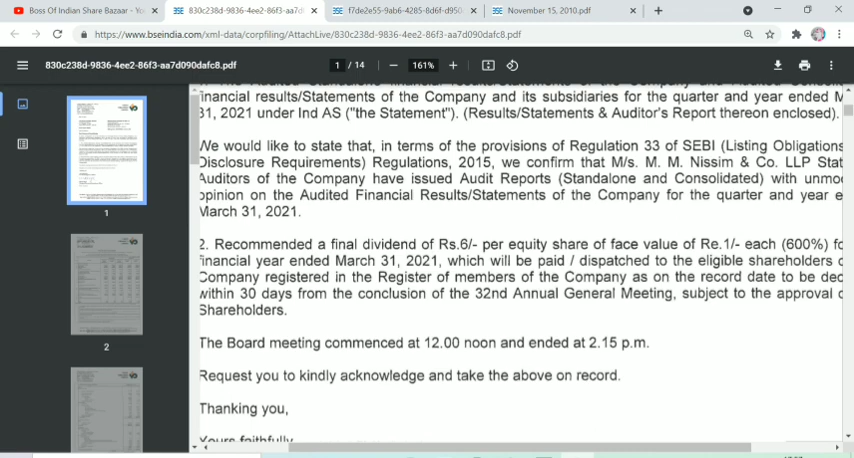 Boss Of Indian Share Bazaar - Yo
830c238d-9836-4ee2-86f3-aa7d
f7de2e55-9ab6-4285-8d6f-d950
November 15, 2010.pdf
https://www.bseindia.com/xml-data/corpfiling/AttachLive/830c238d-9836-4ee2-86f3-aa7d090dafc8.pdf
830c238d-9836-4ee2-86f3-aa7d090dafc8.pdf
1 / 14
161%
financial results/Statements of the Company and its subsidiaries for the quarter and year ended M
31, 2021 under Ind AS ("the Statement"). (Results/Statements & Auditor's Report thereon enclosed).
We would like to state that, in terms of the provisions of Regulation 33 of SEBI (Listing Obligations
Disclosure Requirements) Regulations, 2015, we confirm that M/s. M. M. Nissim & Co. LLP Stat
Auditors of the Company have issued Audit Reports (Standalone and Consolidated) with unmo
opinion on the Audited Financial Results/Statements of the Company for the quarter and year e
March 31, 2021.
2. Recommended a final dividend of Rs.6/- per equity share of face value of Re.1/- each (600%) fo
financial year ended March 31, 2021, which will be paid / dispatched to the eligible shareholders o
Company registered in the Register of members of the Company as on the record date to be dec
within 30 days from the conclusion of the 32nd Annual General Meeting, subject to the approval o
Shareholders.
The Board meeting commenced at 12.00 noon and ended at 2.15 p.m.
Request you to kindly acknowledge and take the above on record.
Thanking you,
Yours faithfully
1
2